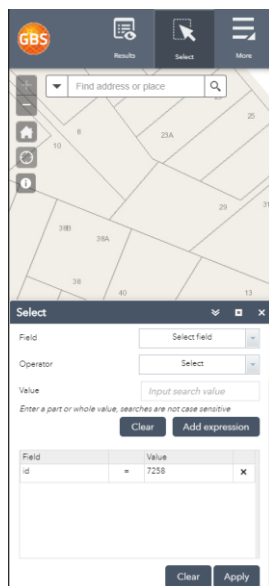 GBS
Results
Select
More
Find address or place
25
8
23A
10
29
31
38B
38A
38
40
13
Select
Field Select field
Operator Select
Value Input search value
Enter a part or whole value, searches are not case sensitive
Clear Add expression
Field Value
id = 7258
Clear Apply